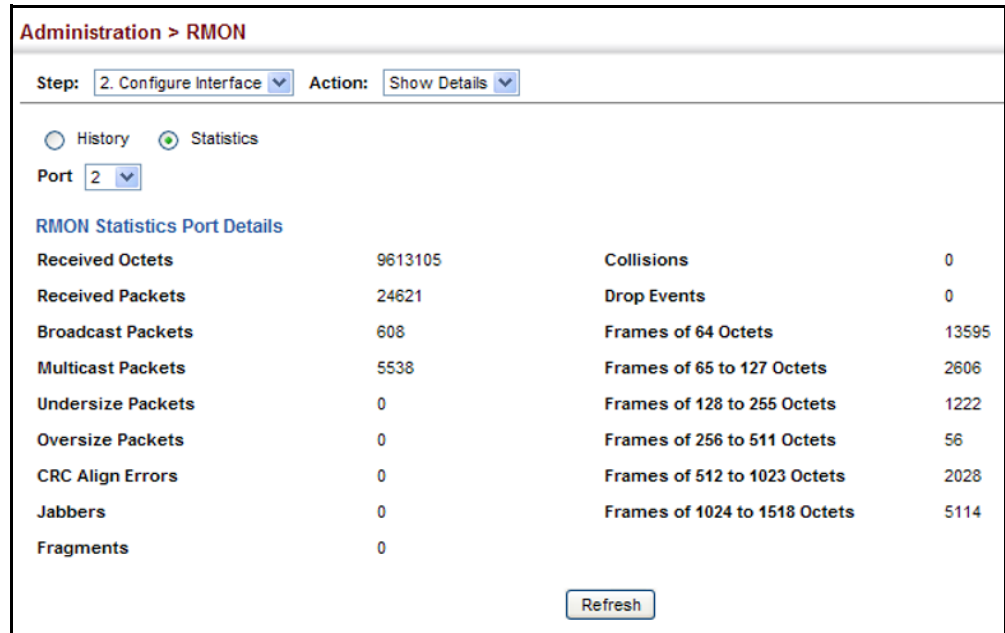 Administration > RMON
Step: 2. Configure Interface Action: Show Details
History Statistics
Port 2
RMON Statistics Port Details
Received Octets 9613105 Collisions 0
Received Packets 24621 Drop Events 0
Broadcast Packets 608 Frames of 64 Octets 13595
Multicast Packets 5538 Frames of 65 to 127 Octets 2606
Undersize Packets 0 Frames of 128 to 255 Octets 1222
Oversize Packets 0 Frames of 256 to 511 Octets 56
CRC Align Errors 0 Frames of 512 to 1023 Octets 2028
Jabbers 0 Frames of 1024 to 1518 Octets 5114
Fragments 0
Refresh